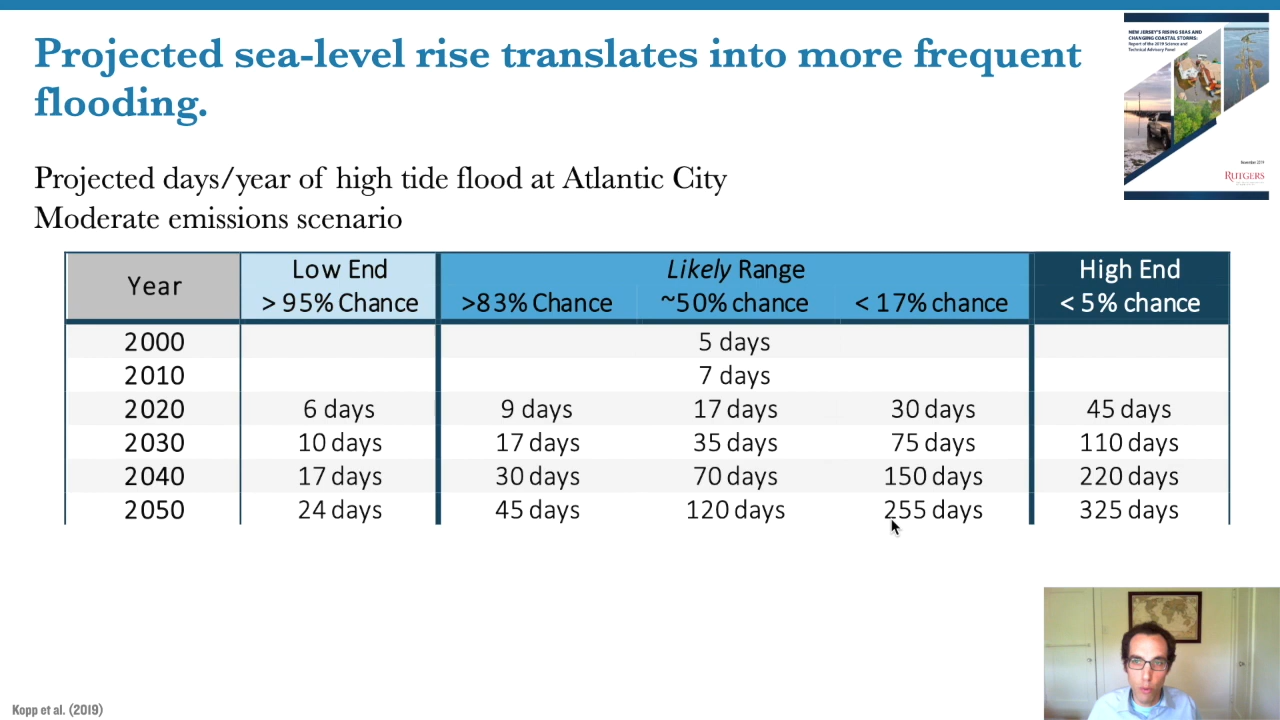 Projected sea-level rise translates into more frequent
flooding.
NEW JERSEY'S RISING SEAS AND
CHANGING COASTAL STORMS:
Report of the 2019 Science and
Technical Advisory Panel
November 2019
RUTGERS
Projected days/year of high tide flood at Atlantic City
Moderate emissions scenario
Year
Low End
> 95% Chance
Likely Range
>83% Chance ~50% chance < 17% chance
High End
< 5% chance
2000 5 days
2010 7 days
2020 6 days 9 days 17 days 30 days 45 days
2030 10 days 17 days 35 days 75 days 110 days
2040 17 days 30 days 70 days 150 days 220 days
2050 24 days 45 days 120 days 255 days 325 days
Kopp et al. (2019)